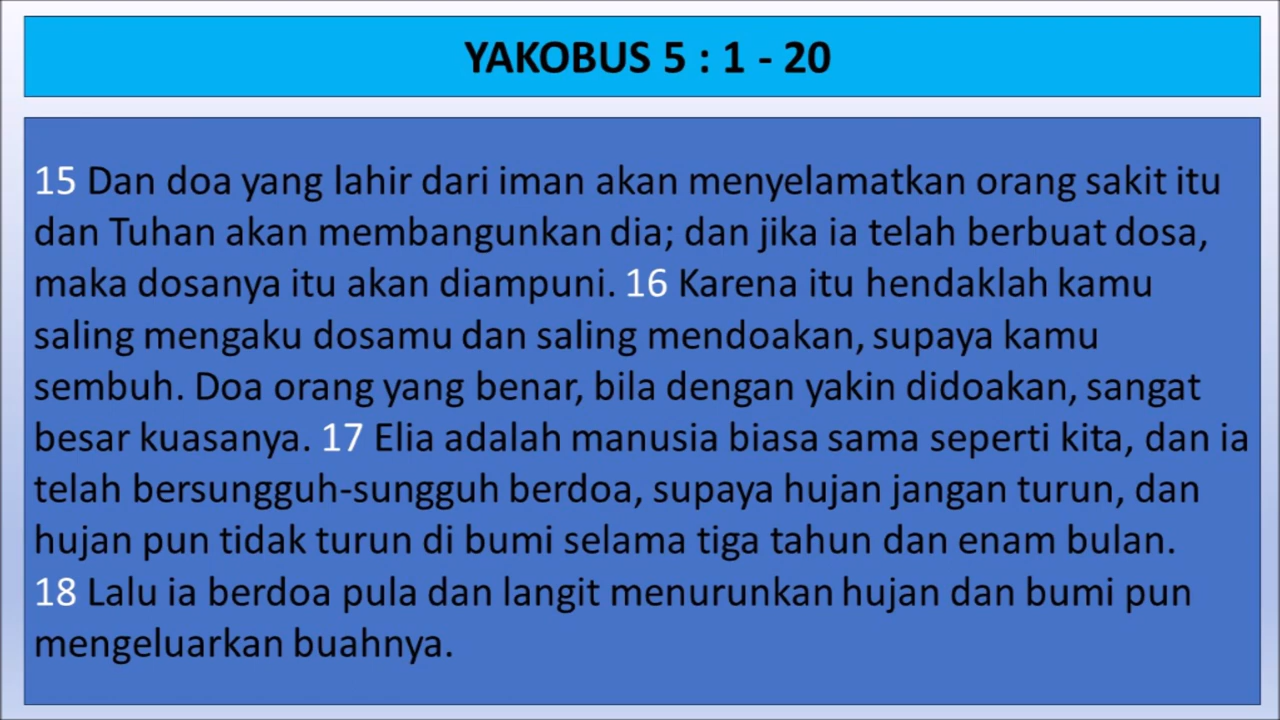 YAKOBUS 5 : 1 - 20
15 Dan doa yang lahir dari iman akan menyelamatkan orang sakit itu
dan Tuhan akan membangunkan dia; dan jika ia telah berbuat dosa,
maka dosanya itu akan diampuni. 16 Karena itu hendaklah kamu
saling mengaku dosamu dan saling mendoakan, supaya kamu
sembuh. Doa orang yang benar, bila dengan yakin didoakan, sangat
besar kuasanya. 17 Elia adalah manusia biasa sama seperti kita, dan ia
telah bersungguh-sungguh berdoa, supaya hujan jangan turun, dan
hujan pun tidak turun di bumi selama tiga tahun dan enam bulan.
18 Lalu ia berdoa pula dan langit menurunkan hujan dan bumi pun
mengeluarkan buahnya.